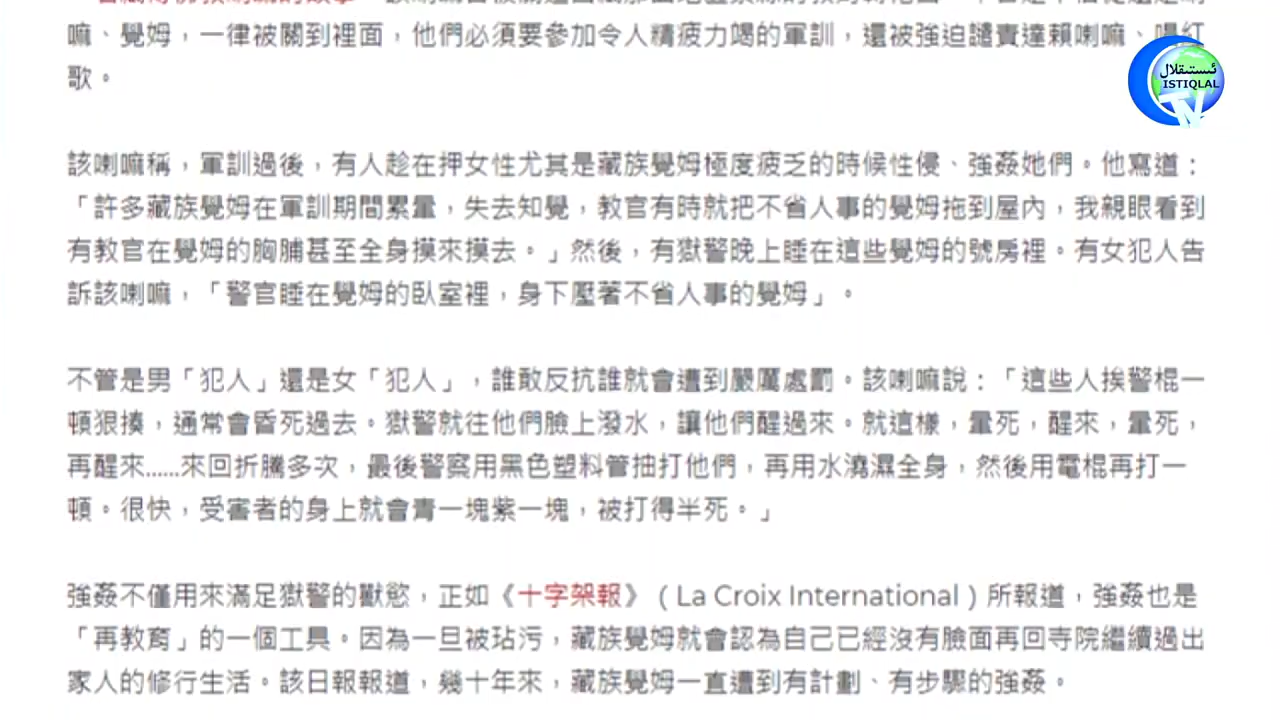 嘛、覺姆，一律被關到裡面，他們必須要參加令人精疲力竭的軍訓，還被強迫譴責達賴喇嘛、唱紅
歌。
ئىستىقلال
ISTIQLAL
TV
該喇嘛稱，軍訓過後，有人趁在押女性尤其是藏族覺姆極度疲乏的時候性侵、強姦她們。他寫道：
「許多藏族覺姆在軍訓期間累暈，失去知覺，教官有時就把不省人事的覺姆拖到屋內，我親眼看到
有教官在覺姆的胸脯甚至全身摸來摸去。」然後，有獄警晚上睡在這些覺姆的號房裡。有女犯人告
訴該喇嘛，「警官睡在覺姆的臥室裡，身下壓著不省人事的覺姆」。
不管是男「犯人」還是女「犯人」，誰敢反抗誰就會遭到嚴厲處罰。該喇嘛說：「這些人挨警棍一
頓狠揍，通常會昏死過去。獄警就往他們臉上潑水，讓他們醒過來。就這樣，暈死，醒來，暈死，
再醒來......來回折騰多次，最後警察用黑色塑料管抽打他們，再用水澆濕全身，然後用電棍再打一
頓。很快，受害者的身上就會青一塊紫一塊，被打得半死。」
強姦不僅用來滿足獄警的獸慾，正如《十字架報》（La Croix International）所報道，強姦也是
「再教育」的一個工具。因為一旦被玷污，藏族覺姆就會認為自己已經沒有臉面再回寺院繼續過出
家人的修行生活。該日報報道，幾十年來，藏族覺姆一直遭到有計劃、有步驟的強姦。